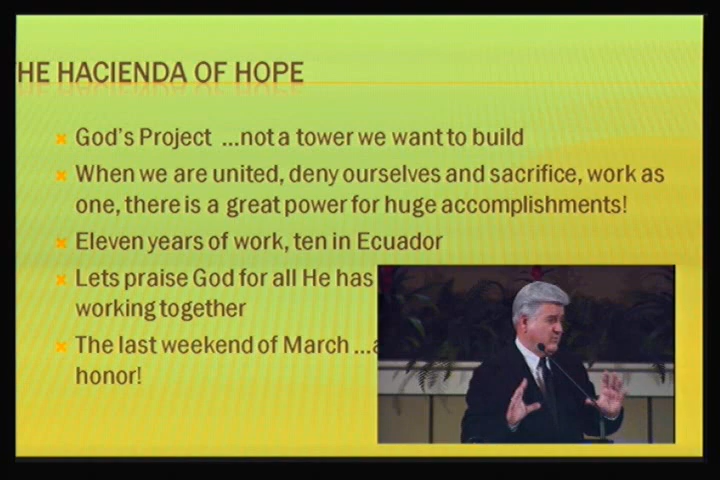 HE HACIENDA OF HOPE
God's Project ...not a tower we want to build
When we are united, deny ourselves and sacrifice, work as
one, there is a great power for huge accomplishments!
Eleven years of work, ten in Ecuador
Lets praise God for all He has
working together
The last weekend of March ...a
honor!